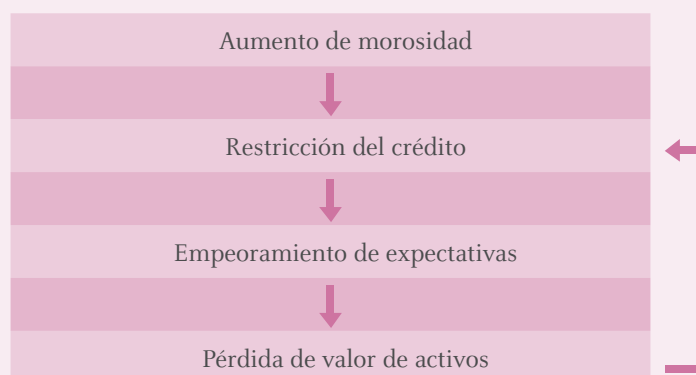 Aumento de morosidad
Restricción del crédito
Empeoramiento de expectativas
Pérdida de valor de activos